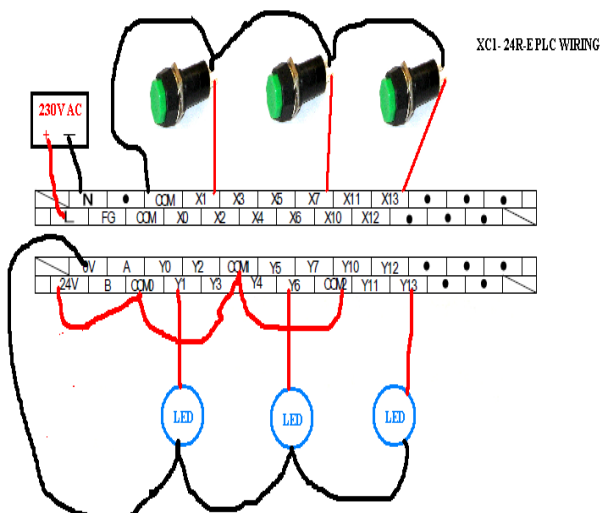 XC1- 24R-E PLC WIRING
230V AC
+ −
N • COM X1 X3 X5 X7 X11 X13 • • •
L FG COM X0 X2 X4 X6 X10 X12 • • •
0V A Y0 Y2 COM1 Y5 Y7 Y10 Y12 • • •
24V B COM0 Y1 Y3 Y4 Y6 COM2 Y11 Y13 • •
LED LED LED